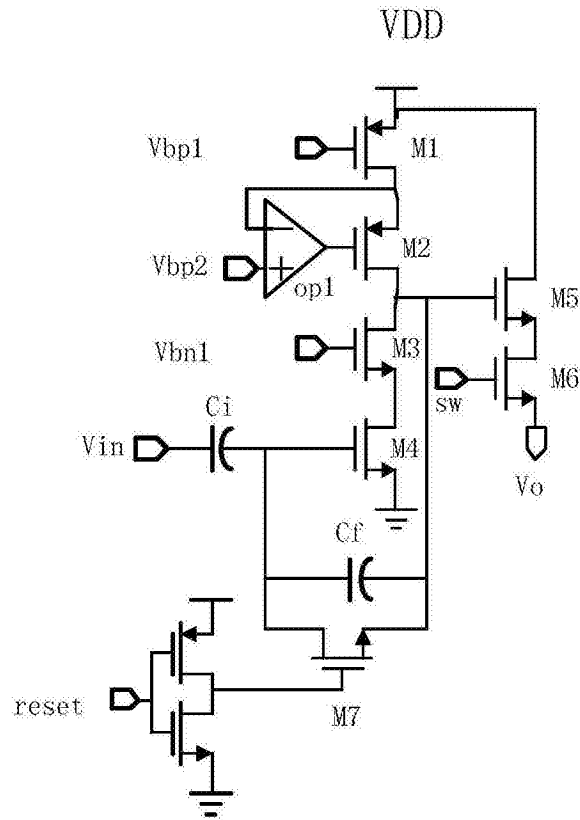 VDD
Vbp1
M1
M2
Vbp2
op1
M5
Vbn1
M3
M6
sw
Ci
Vin
M4
Vo
Cf
reset
M7